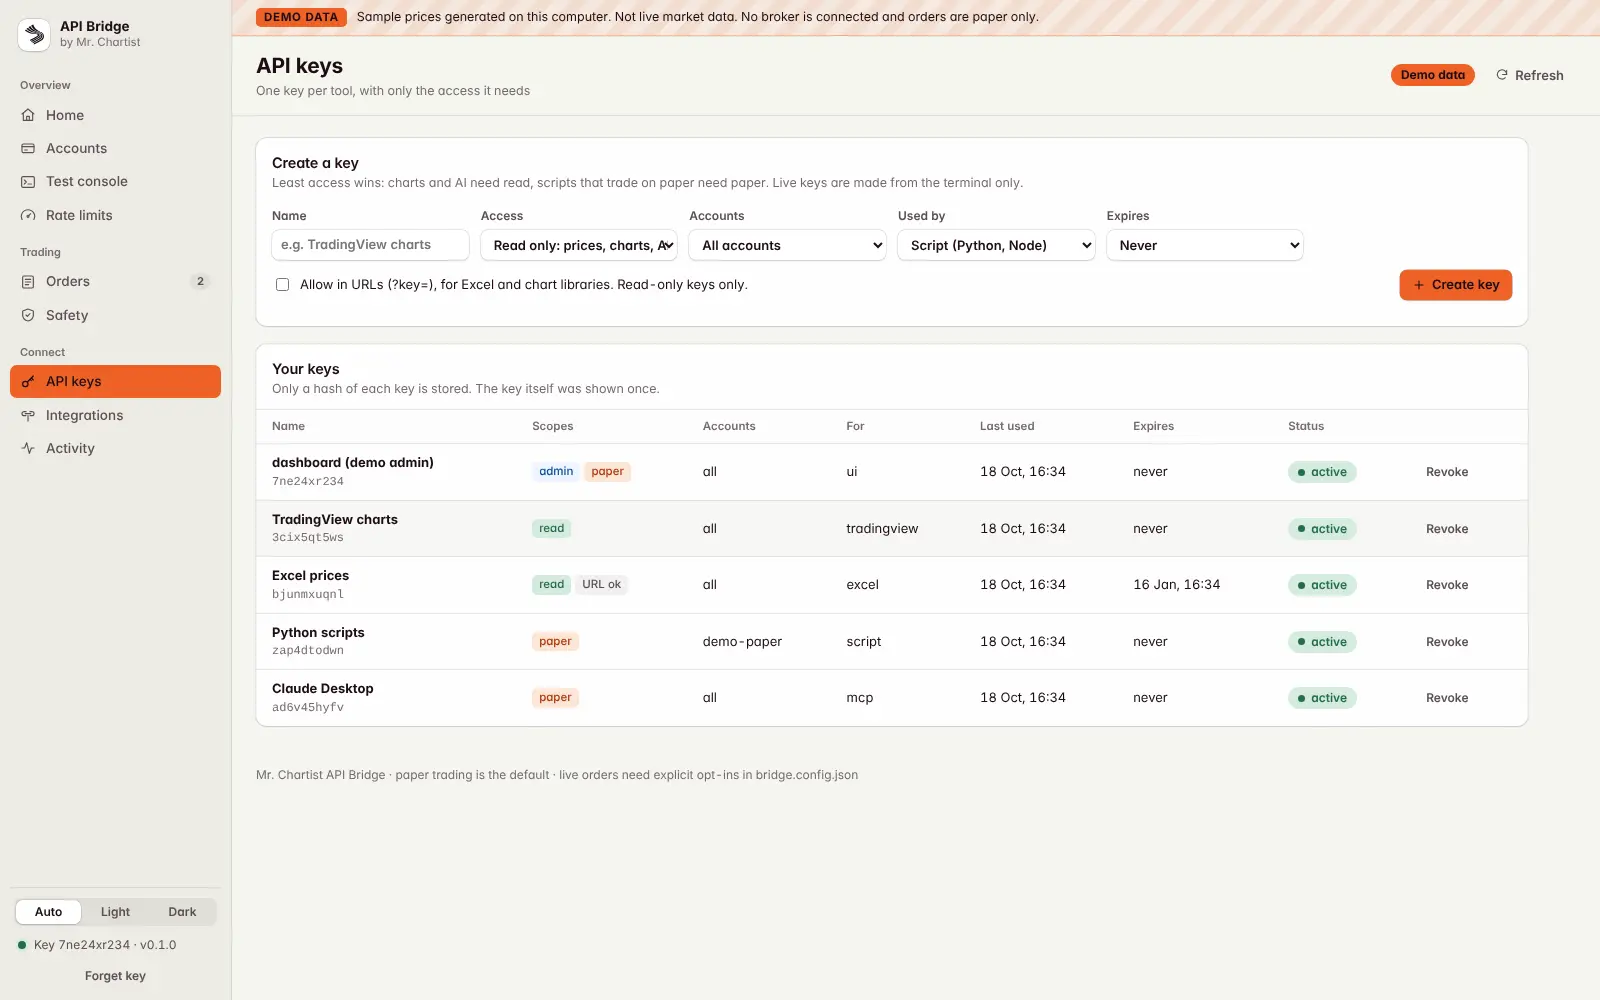 API Bridge
by Mr. Chartist
Overview
Home
Accounts
Test console
Rate limits
Trading
Orders 2
Safety
Connect
API keys
Integrations
Activity
Auto Light Dark
Key 7ne24xr234 · v0.1.0
Forget key
DEMO DATA Sample prices generated on this computer. Not live market data. No broker is connected and orders are paper only.
API keys
One key per tool, with only the access it needs
Demo data Refresh
Create a key
Least access wins: charts and AI need read, scripts that trade on paper need paper. Live keys are made from the terminal only.
Name Access Accounts Used by Expires
e.g. TradingView charts Read only: prices, charts, A All accounts Script (Python, Node) Never
Allow in URLs (?key=), for Excel and chart libraries. Read-only keys only.
+ Create key
Your keys
Only a hash of each key is stored. The key itself was shown once.
Name Scopes Accounts For Last used Expires Status
dashboard (demo admin)
7ne24xr234
admin paper all ui 18 Oct, 16:34 never active Revoke
TradingView charts
3cix5qt5ws
read all tradingview 18 Oct, 16:34 never active Revoke
Excel prices
bjunmxuqnl
read URL ok all excel 18 Oct, 16:34 16 Jan, 16:34 active Revoke
Python scripts
zap4dtodwn
paper demo-paper script 18 Oct, 16:34 never active Revoke
Claude Desktop
ad6v45hyfv
paper all mcp 18 Oct, 16:34 never active Revoke
Mr. Chartist API Bridge · paper trading is the default · live orders need explicit opt-ins in bridge.config.json